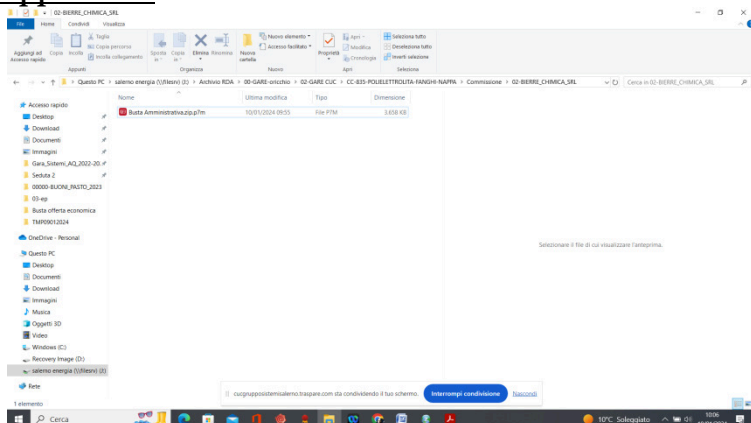 02-BIERRE_CHIMICA_SRL
File
Home
Condividi
Visualizza
Aggiungi ad Accesso rapido
Copia
Incolla
Taglia
Copia percorso
Incolla collegamento
Sposta in
Copia in
Elimina
Rinomina
Nuova cartella
Nuovo elemento
Accesso facilitato
Proprietà
Apri
Modifica
Cronologia
Seleziona tutto
Deseleziona tutto
Inverti selezione
Appunti
Organizza
Nuovo
Apri
Selezione
Questo PC > salerno energia (\\filesrv) (I:) > Archivio RDA > 00-GARE-oricchio > 02-GARE CUC > CC-835-POLIELETTROLITA-FANGHI-NAPPA > Commissione > 02-BIERRE_CHIMICA_SRL
Cerca in 02-BIERRE_CHIMICA_SRL
Nome
Ultima modifica
Tipo
Dimensione
Busta Amministrativa.zip.p7m
10/01/2024 09:55
File P7M
3.658 KB
Accesso rapido
Desktop
Download
Documenti
Immagini
Gara_Sistemi_AQ_2022-20
Seduta 2
00000-BUONI_PASTO_2023
03-ep
Busta offerta economica
TMP09012024
OneDrive - Personal
Questo PC
Desktop
Documenti
Download
Immagini
Musica
Oggetti 3D
Video
Windows (C:)
Recovery Image (D:)
salerno energia (\\filesrv) (I:)
Rete
Selezionare il file di cui visualizzare l'anteprima.
1 elemento
cucgrupposistemisalerno.traspare.com sta condividendo il tuo schermo.
Interrompi condivisione
Nascondi
Cerca
10°C Soleggiato
10:06